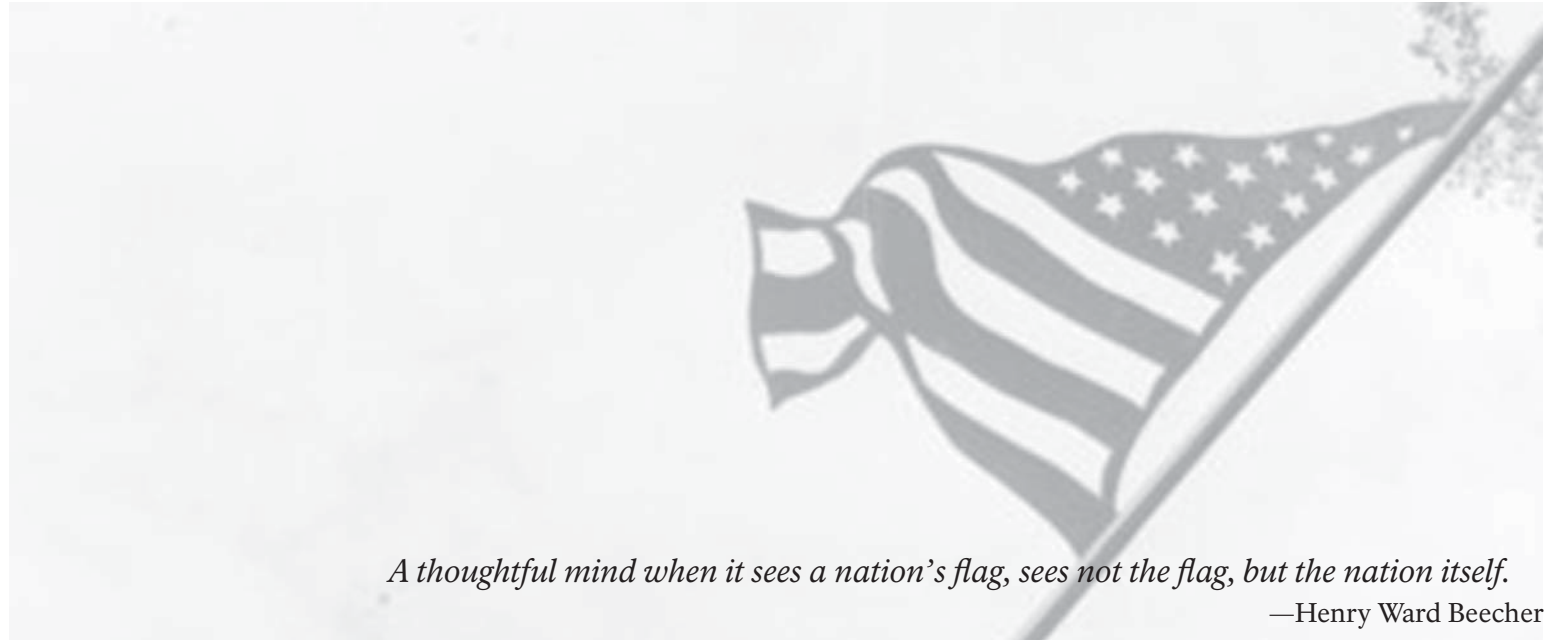 A thoughtful mind when it sees a nation’s flag, sees not the flag, but the nation itself.
—Henry Ward Beecher